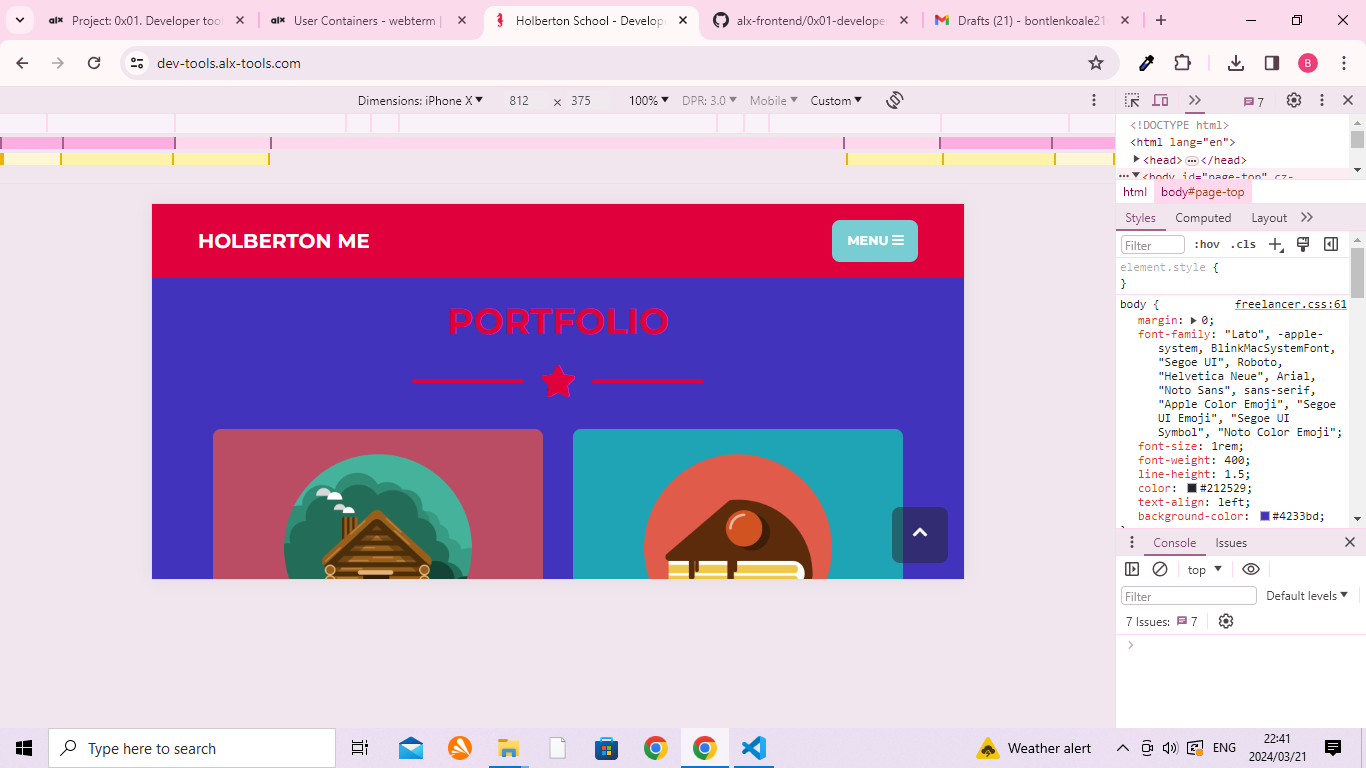 Project: 0x01. Developer tool
User Containers - webterm |
Holberton School - Develope
alx-frontend/0x01-develope
Drafts (21) - bontlenkoale21
dev-tools.alx-tools.com
B
Dimensions: iPhone X 812 × 375 100% DPR: 3.0 Mobile Custom
7
<!DOCTYPE html>
<html lang="en">
<head> </head>
<body id="page-top" cz-
html body#page-top
Styles Computed Layout
Filter :hov .cls
element.style {
}
body { freelancer.css:61
margin: 0;
font-family: "Lato", -apple-
system, BlinkMacSystemFont,
"Segoe UI", Roboto,
"Helvetica Neue", Arial,
"Noto Sans", sans-serif,
"Apple Color Emoji", "Segoe
UI Emoji", "Segoe UI
Symbol", "Noto Color Emoji";
font-size: 1rem;
font-weight: 400;
line-height: 1.5;
color: #212529;
text-align: left;
background-color: #4233bd;
HOLBERTON ME
MENU
PORTFOLIO
Console Issues
top
Filter Default levels
7 Issues: 7
Type here to search
Weather alert
ENG
22:41
2024/03/21